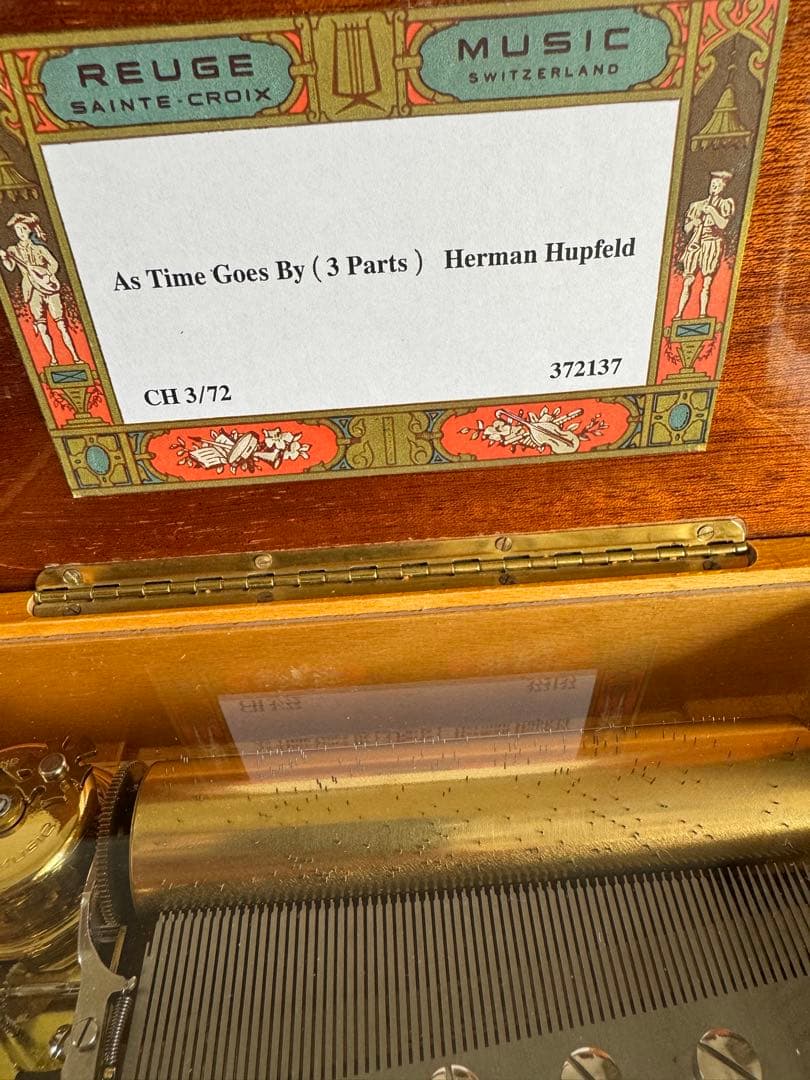 REUGE
SAINTE-CROIX
MUSIC
SWITZERLAND
As Time Goes By ( 3 Parts ) Herman Hupfeld
CH 3/72
372137